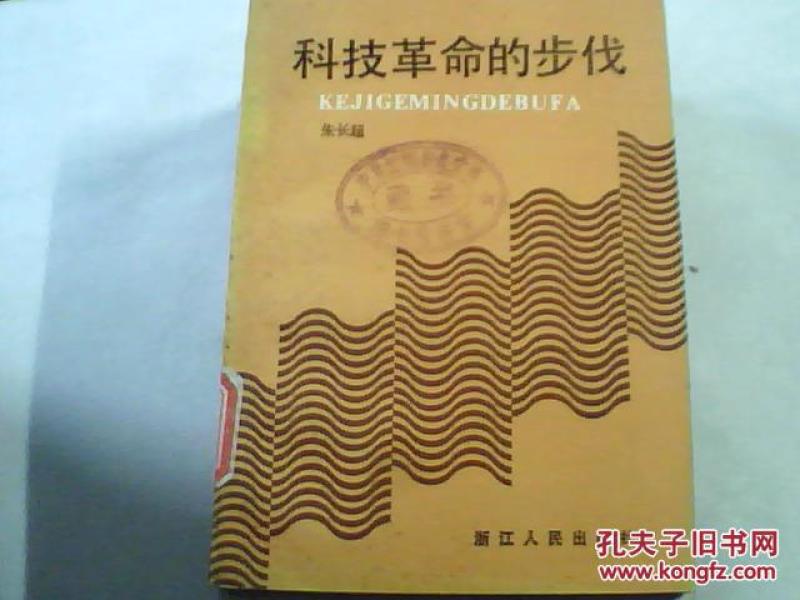 科技革命的步伐
KEJIGEMINGDEBUFA
朱长超
浙江人民出
孔夫子旧书网
www.kongfz.com